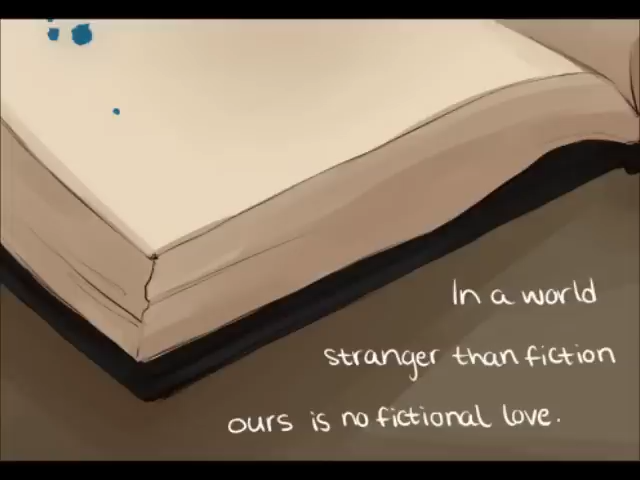 In a world
stranger than fiction
ours is no fictional love.